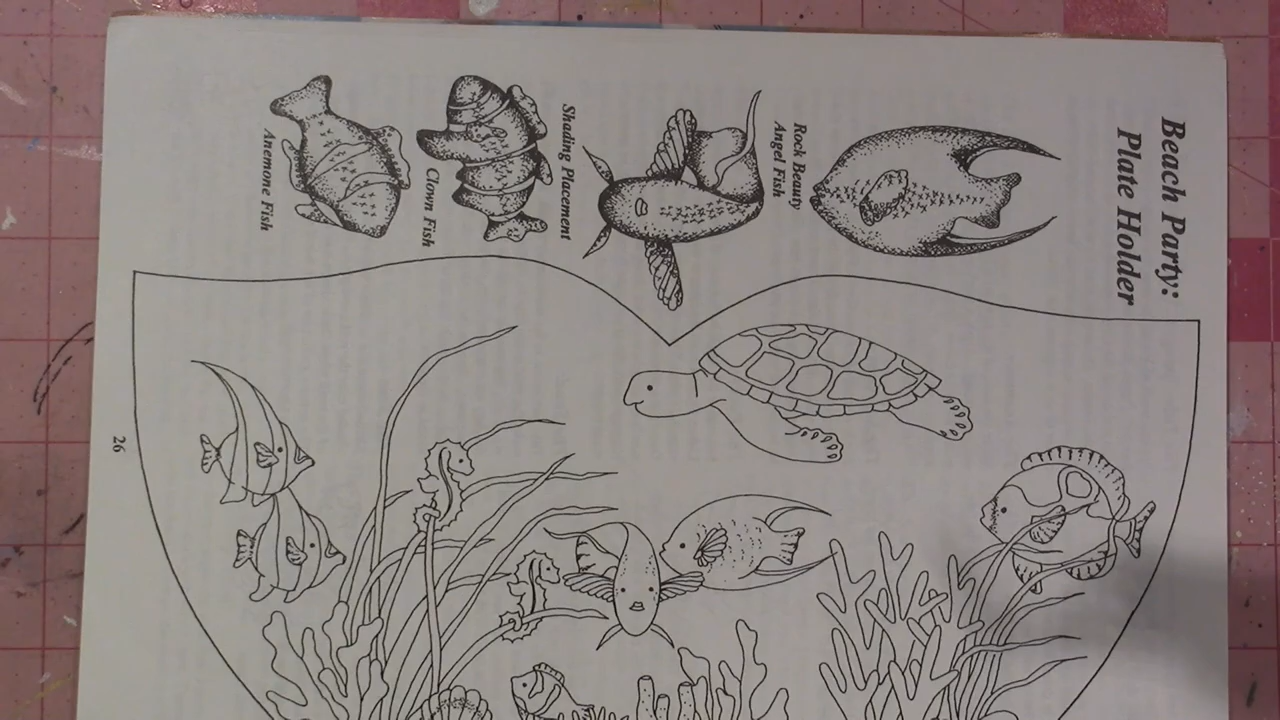 Beach Party:
Plate Holder
Rock Beauty
Angel Fish
Shading Placement
Clown Fish
Anemone Fish
26